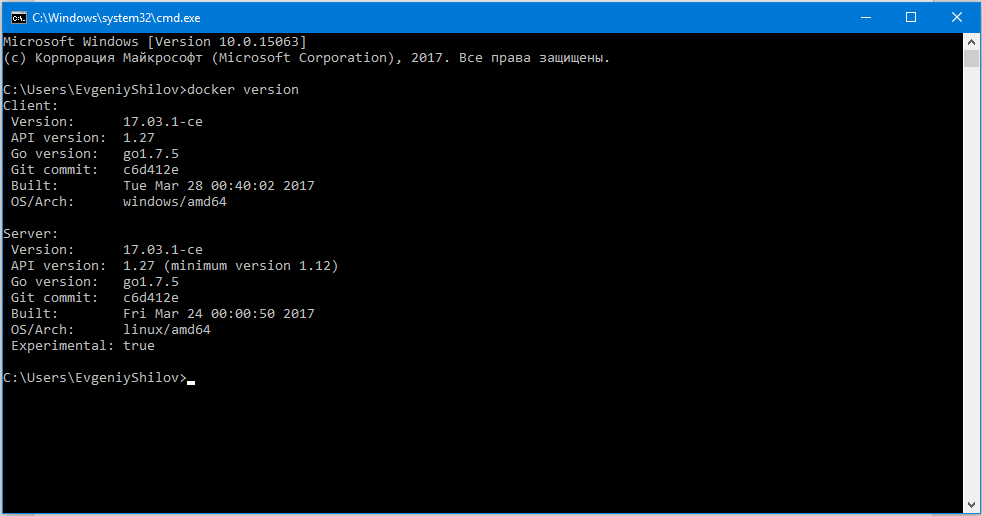 C:\Windows\system32\cmd.exe
Microsoft Windows [Version 10.0.15063]
(c) Корпорация Майкрософт (Microsoft Corporation), 2017. Все права защищены.
C:\Users\EvgeniyShilov>docker version
Client:
Version: 17.03.1-ce
API version: 1.27
Go version: go1.7.5
Git commit: c6d412e
Built: Tue Mar 28 00:40:02 2017
OS/Arch: windows/amd64
Server:
Version: 17.03.1-ce
API version: 1.27 (minimum version 1.12)
Go version: go1.7.5
Git commit: c6d412e
Built: Fri Mar 24 00:00:50 2017
OS/Arch: linux/amd64
Experimental: true
C:\Users\EvgeniyShilov>